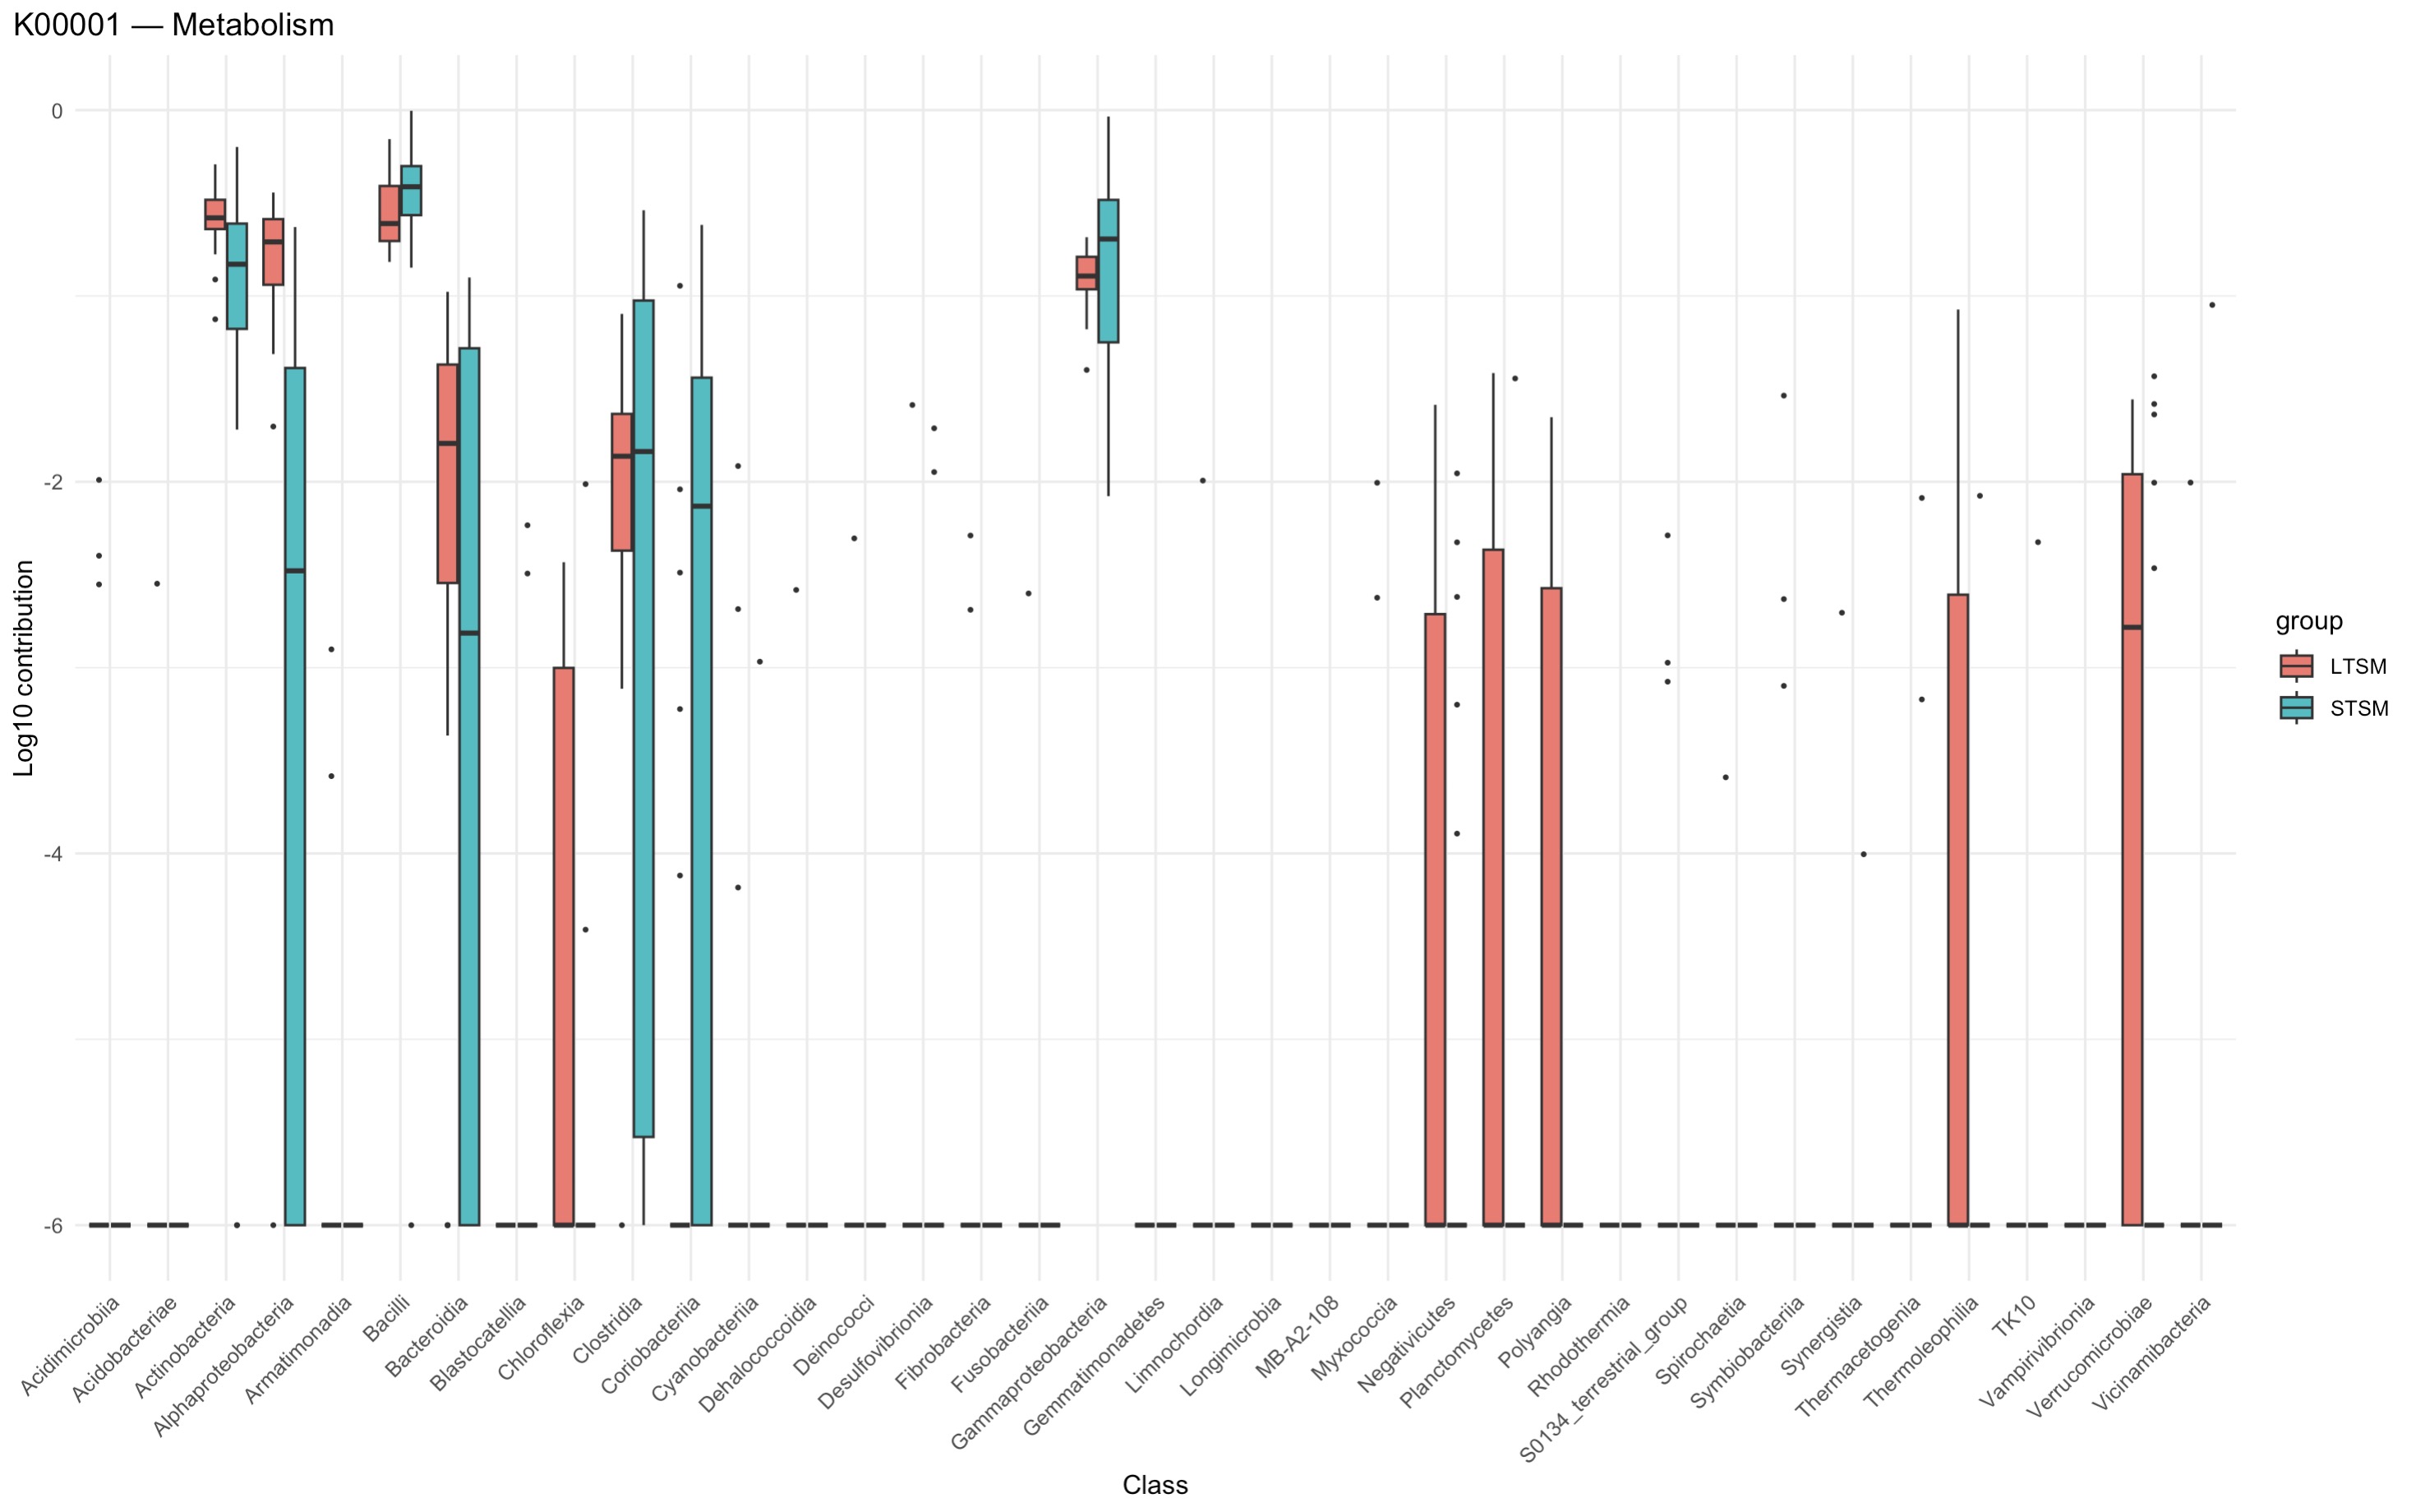 K00001 — Metabolism
0
-2
-4
-6
Log10 contribution
Acidimicrobiia
Acidobacteriae
Actinobacteria
Alphaproteobacteria
Armatimonadia
Bacilli
Bacteroidia
Blastocatellia
Chloroflexia
Clostridia
Coriobacteriia
Cyanobacteriia
Dehalococcoidia
Deinococci
Desulfovibrionia
Fibrobacteria
Fusobacteriia
Gammaproteobacteria
Gemmatimonadetes
Limnochordia
Longimicrobia
MB-A2-108
Myxococcia
Negativicutes
Planctomycetes
Polyangia
Rhodothermia
S0134_terrestrial_group
Spirochaetia
Symbiobacteriia
Synergistia
Thermacetogenia
Thermoleophilia
TK10
Vampirivibrionia
Verrucomicrobiae
Vicinamibacteria
Class
group
LTSM
STSM